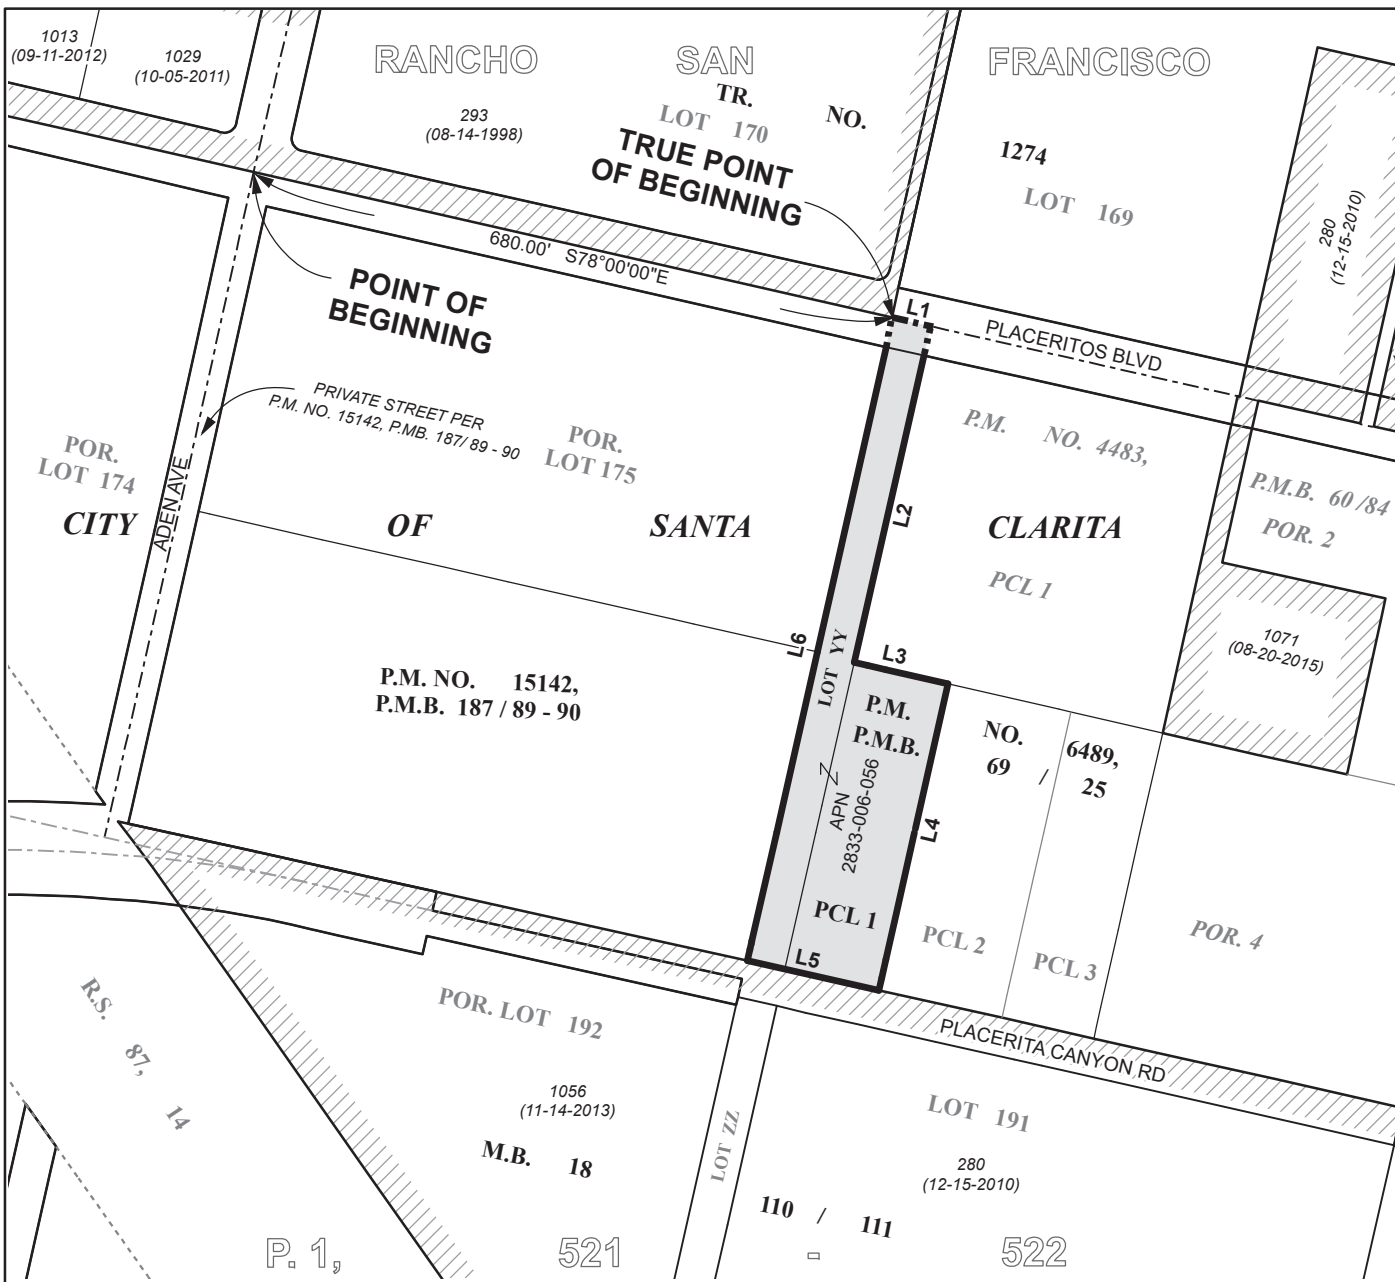 1013
(09-11-2012)
1029
(10-05-2011)
RANCHO SAN FRANCISCO
293
(08-14-1998)
TR. NO. 1274
LOT 170
LOT 169
280
(12-15-2010)
TRUE POINT
OF BEGINNING
680.00' S78°00'00"E
POINT OF
BEGINNING
L1
PLACERITOS BLVD
PRIVATE STREET PER
P.M. NO. 15142, P.MB. 187/ 89 - 90
POR.
LOT 174
POR.
LOT 175
P.M. NO. 4483,
P.M.B. 60 /84
POR. 2
ADEN AVE
CITY OF SANTA CLARITA
L2
PCL 1
1071
(08-20-2015)
L6
LOT YY
L3
P.M. NO. 15142,
P.M.B. 187 / 89 - 90
P.M. NO. 6489,
P.M.B. 69 / 25
APN
2833-006-056
Z
L4
PCL 1
PCL 2
PCL 3
POR. 4
L5
R.S. 87, 14
POR. LOT 192
PLACERITA CANYON RD
1056
(11-14-2013)
LOT ZZ
LOT 191
M.B. 18
280
(12-15-2010)
110 / 111
P. 1, 521 - 522